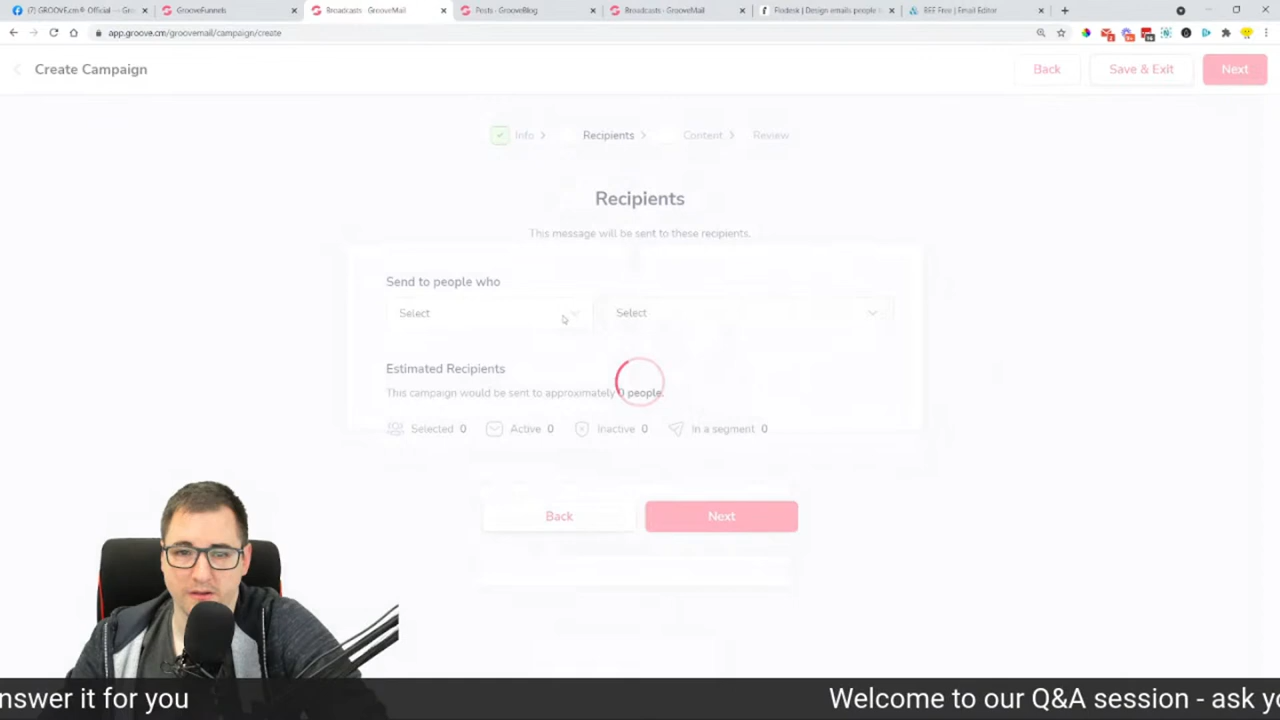 (7) GROOVE.cm® Official — Gro
GrooveFunnels
Broadcasts - GrooveMail
Posts - GrooveBlog
Broadcasts - GrooveMail
Flodesk | Design emails people l
BEE Free | Email Editor
app.groove.cm/groovemail/campaign/create
Create Campaign
Back
Save & Exit
Next
Info
Recipients
Content
Review
Recipients
This message will be sent to these recipients.
Send to people who
Select
Select
Estimated Recipients
This campaign would be sent to approximately 0 people.
Selected 0
Active 0
Inactive 0
In a segment 0
Back
Next
nswer it for you
Welcome to our Q&A session - ask yo